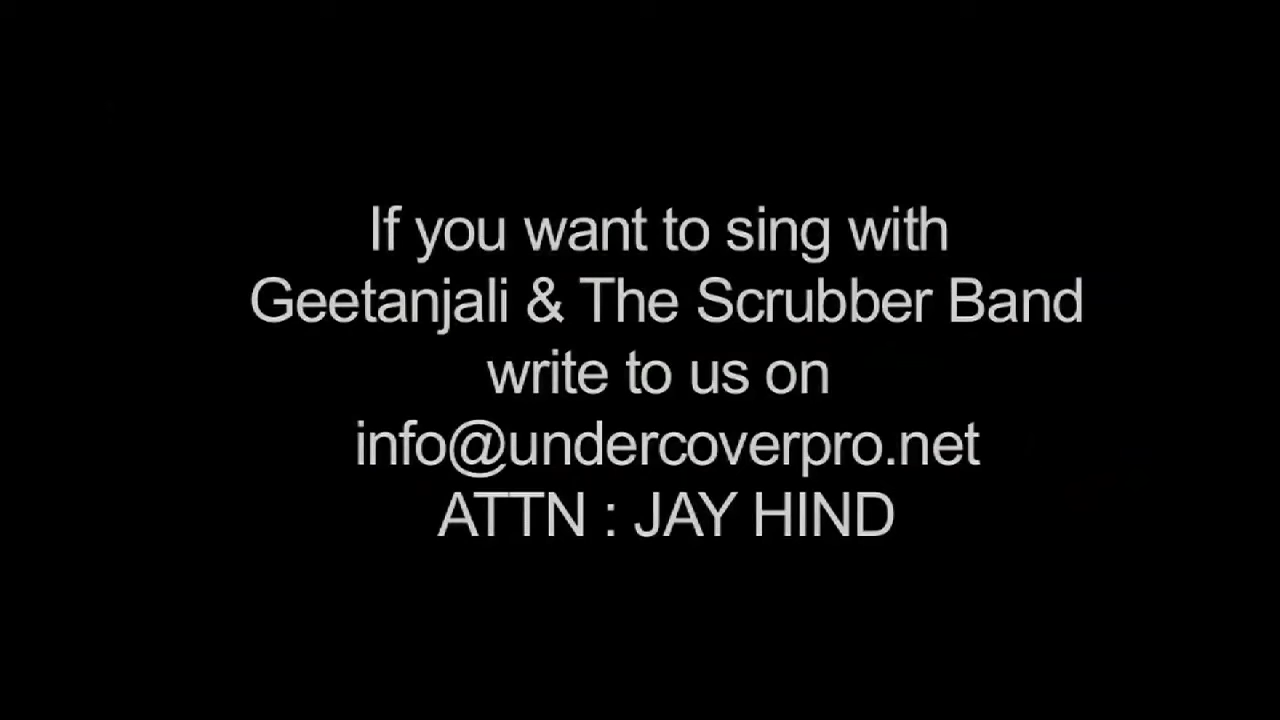 If you want to sing with
Geetanjali & The Scrubber Band
write to us on
info@undercoverpro.net
ATTN : JAY HIND